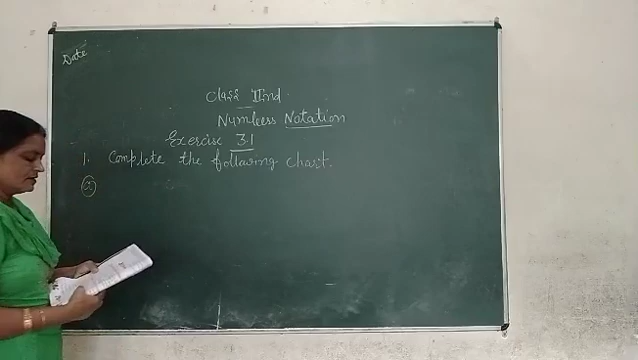 Date
Class IInd
Numbers Notation
Exercise 3.1
1. Complete the following chart.
(a)